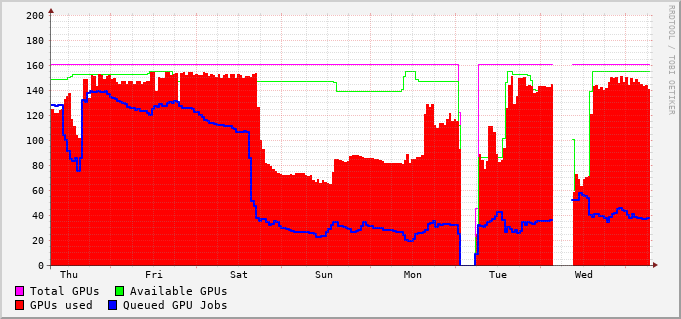 200
180
160
140
120
100
80
60
40
20
0
Thu Fri Sat Sun Mon Tue Wed
Total GPUs Available GPUs
GPUs used Queued GPU Jobs
RRDTOOL / TOBI OETIKER